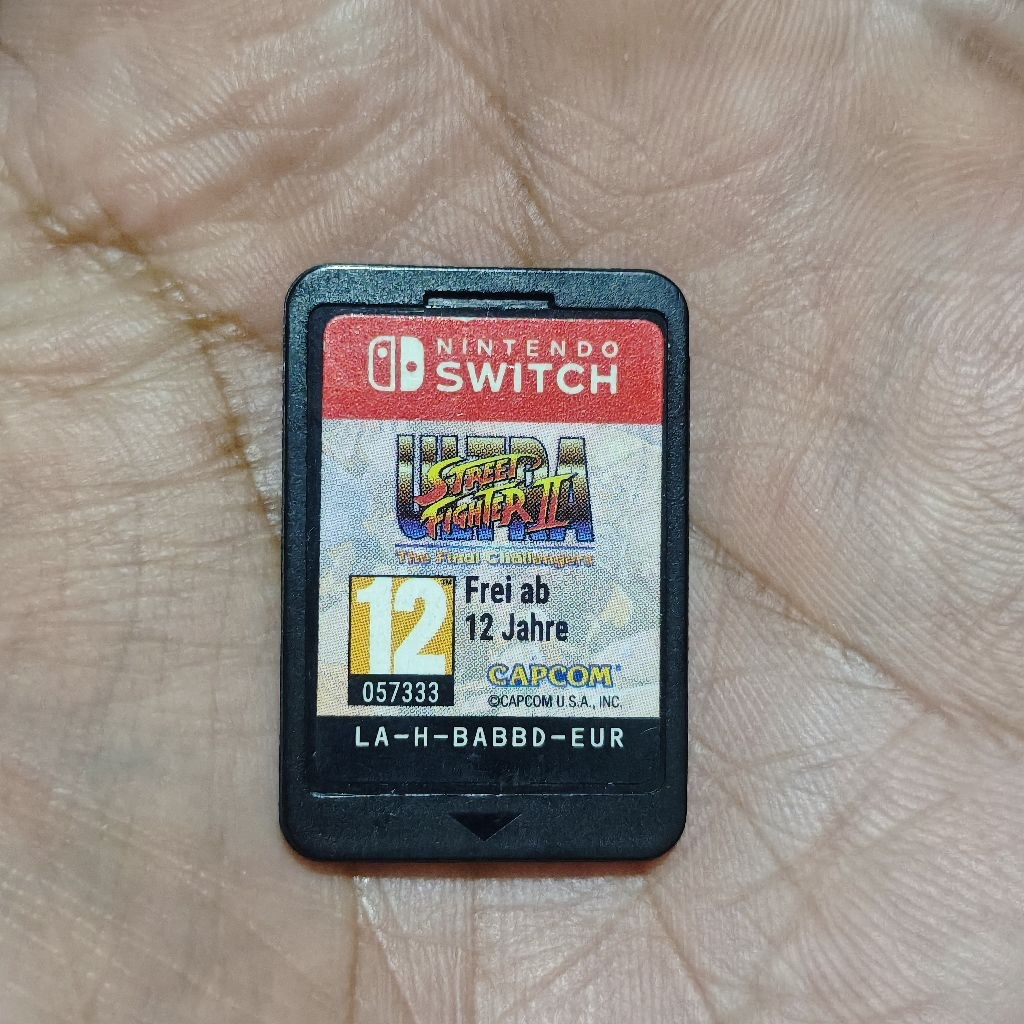 NINTENDO
SWITCH
ULTRA
STREET
FIGHTER II
The Final Challengers
12
057333
Frei ab
12 Jahre
CAPCOM®
©CAPCOM U.S.A., INC.
LA-H-BABBD-EUR